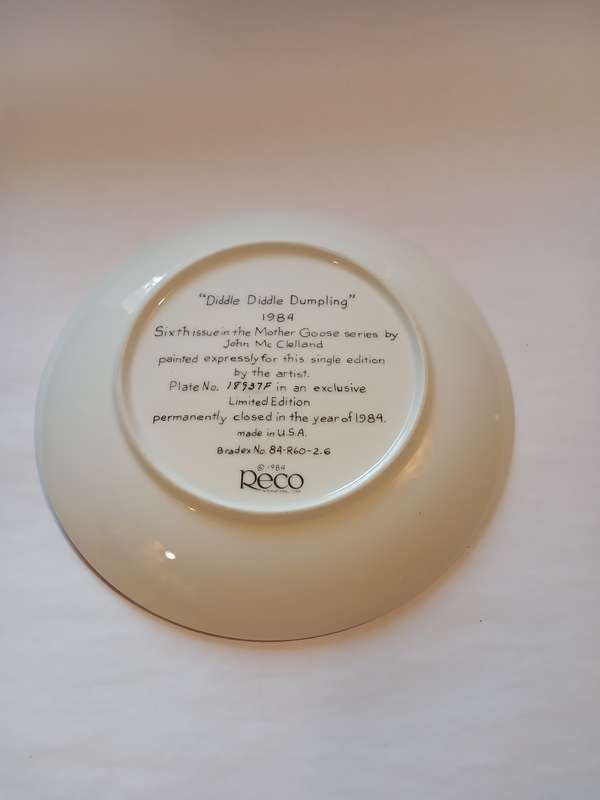 "Diddle Diddle Dumpling"
1984
Sixth issue in the Mother Goose series by
John McClelland
painted expressly for this single edition
by the artist.
Plate No. 18937F in an exclusive
Limited Edition
permanently closed in the year of 1984.
made in U.S.A.
Bradex No. 84-R60-2.6
© 1984
Reco
INTERNATIONAL